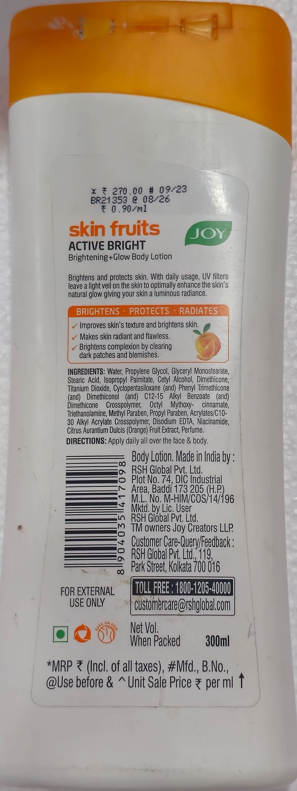 * ₹ 270.00 # 09/23
BR21353 @ 08/26
^ ₹ 0.90/ml
skin fruits
JOY
ACTIVE BRIGHT
Brightening+Glow Body Lotion
Brightens and protects skin. With daily usage, UV filters
leave a light veil on the skin to optimally enhance the skin's
natural glow giving your skin a luminous radiance.
BRIGHTENS · PROTECTS · RADIATES
✓ Improves skin's texture and brightens skin.
✓ Makes skin radiant and flawless.
✓ Brightens complexion by clearing
dark patches and blemishes.
INGREDIENTS: Water, Propylene Glycol, Glyceryl Monostearate,
Stearic Acid, Isopropyl Palmitate, Cetyl Alcohol, Dimethicone,
Titanium Dioxide, Cyclopentasiloxane (and) Phenyl Trimethicone
(and) Dimethiconol (and) C12-15 Alkyl Benzoate (and)
Dimethicone Crosspolymer, Octyl Mythoxy- cinnamate,
Triethanolamine, Methyl Paraben, Propyl Paraben, Acrylates/C10-
30 Alkyl Acrylate Crosspolymer, Disodium EDTA, Niacinamide,
Citrus Aurantium Dulcis (Orange) Fruit Extract, Perfume.
DIRECTIONS: Apply daily all over the face & body.
8 904035 417098
Body Lotion. Made in India by :
RSH Global Pvt. Ltd.
Plot No. 74, DIC Industrial
Area, Baddi 173 205 (H.P.)
M.L. No. M-HIM/COS/14/196
Mktd. by Lic. User
RSH Global Pvt. Ltd.
TM owners Joy Creators LLP.
Customer Care-Query/Feedback :
RSH Global Pvt. Ltd., 119,
Park Street, Kolkata 700 016
FOR EXTERNAL
USE ONLY
TOLL FREE : 1800-1205-40000
customercare@rshglobal.com
Net Vol.
When Packed 300ml
*MRP ₹ (Incl. of all taxes), #Mfd., B.No.,
@Use before & ^Unit Sale Price ₹ per ml ↑